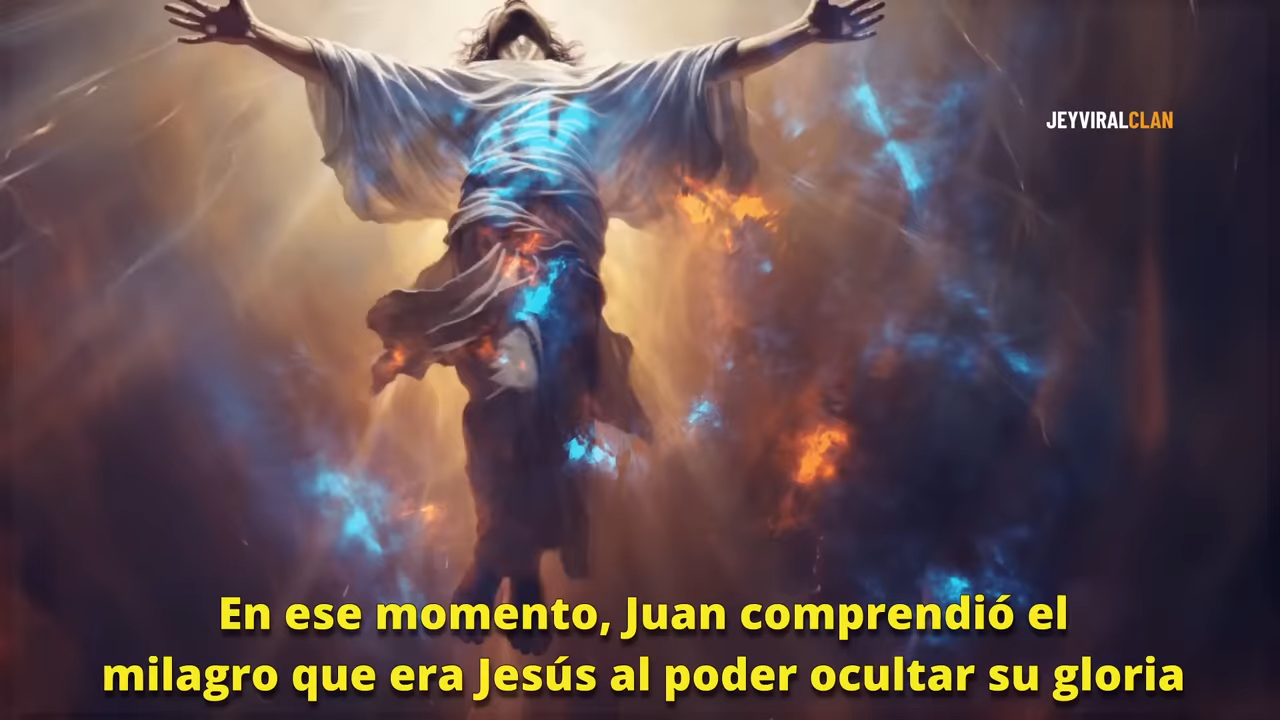 JEYVIRALCLAN
En ese momento, Juan comprendió el
milagro que era Jesús al poder ocultar su gloria